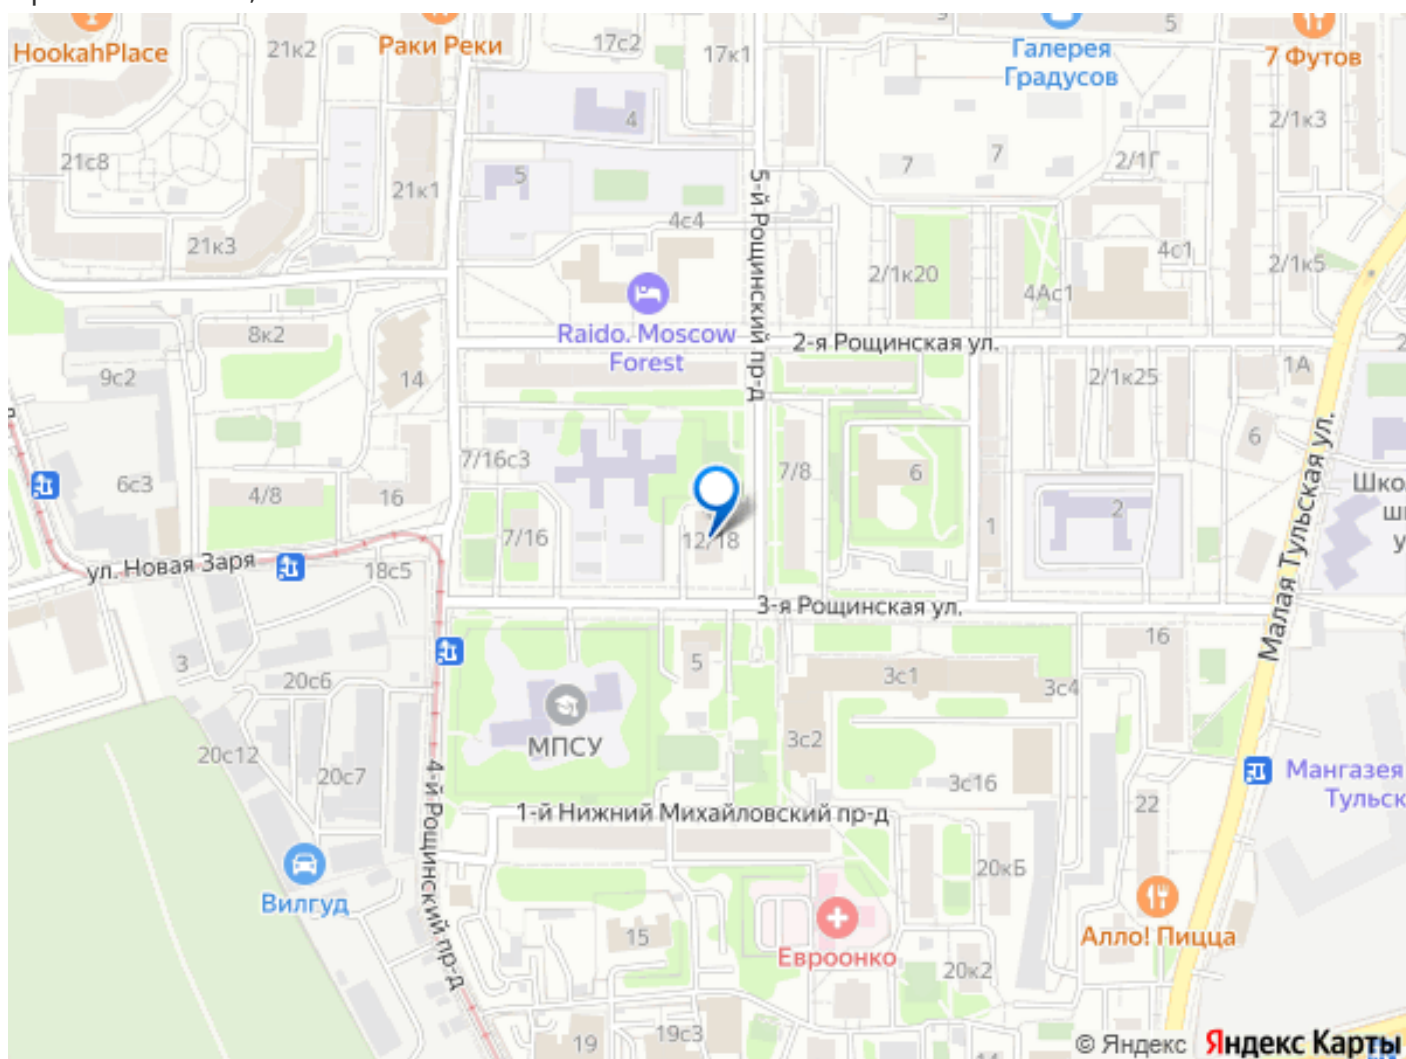 HookahPlace
21к2
Раки Реки
17с2
17к1
Галерея
Градусов
5
7 Футов
21с8
21к1
4
5
7
7
2/1Г
2/1к3
21к3
4с4
5-й Рощинский пр-д
2/1к20
4Ас1
4с1
2/1к5
Raido. Moscow
Forest
8к2
2-я Рощинская ул.
9с2
14
2/1к25
1А
6
Малая Тульская ул.
6с3
4/8
16
7/16с3
7/16
12/18
7/8
6
1
2
ул. Новая Заря
18с5
3-я Рощинская ул.
3
20с6
5
3с1
3с4
16
МПСУ
20с12
20с7
3с2
3с16
22
Мангазея
4-й Рощинский пр-д
1-й Нижний Михайловский пр-д
Вилгуд
20кБ
15
Евроонко
20к2
Алло! Пицца
19
19с3
14
© Яндекс Яндекс Карты